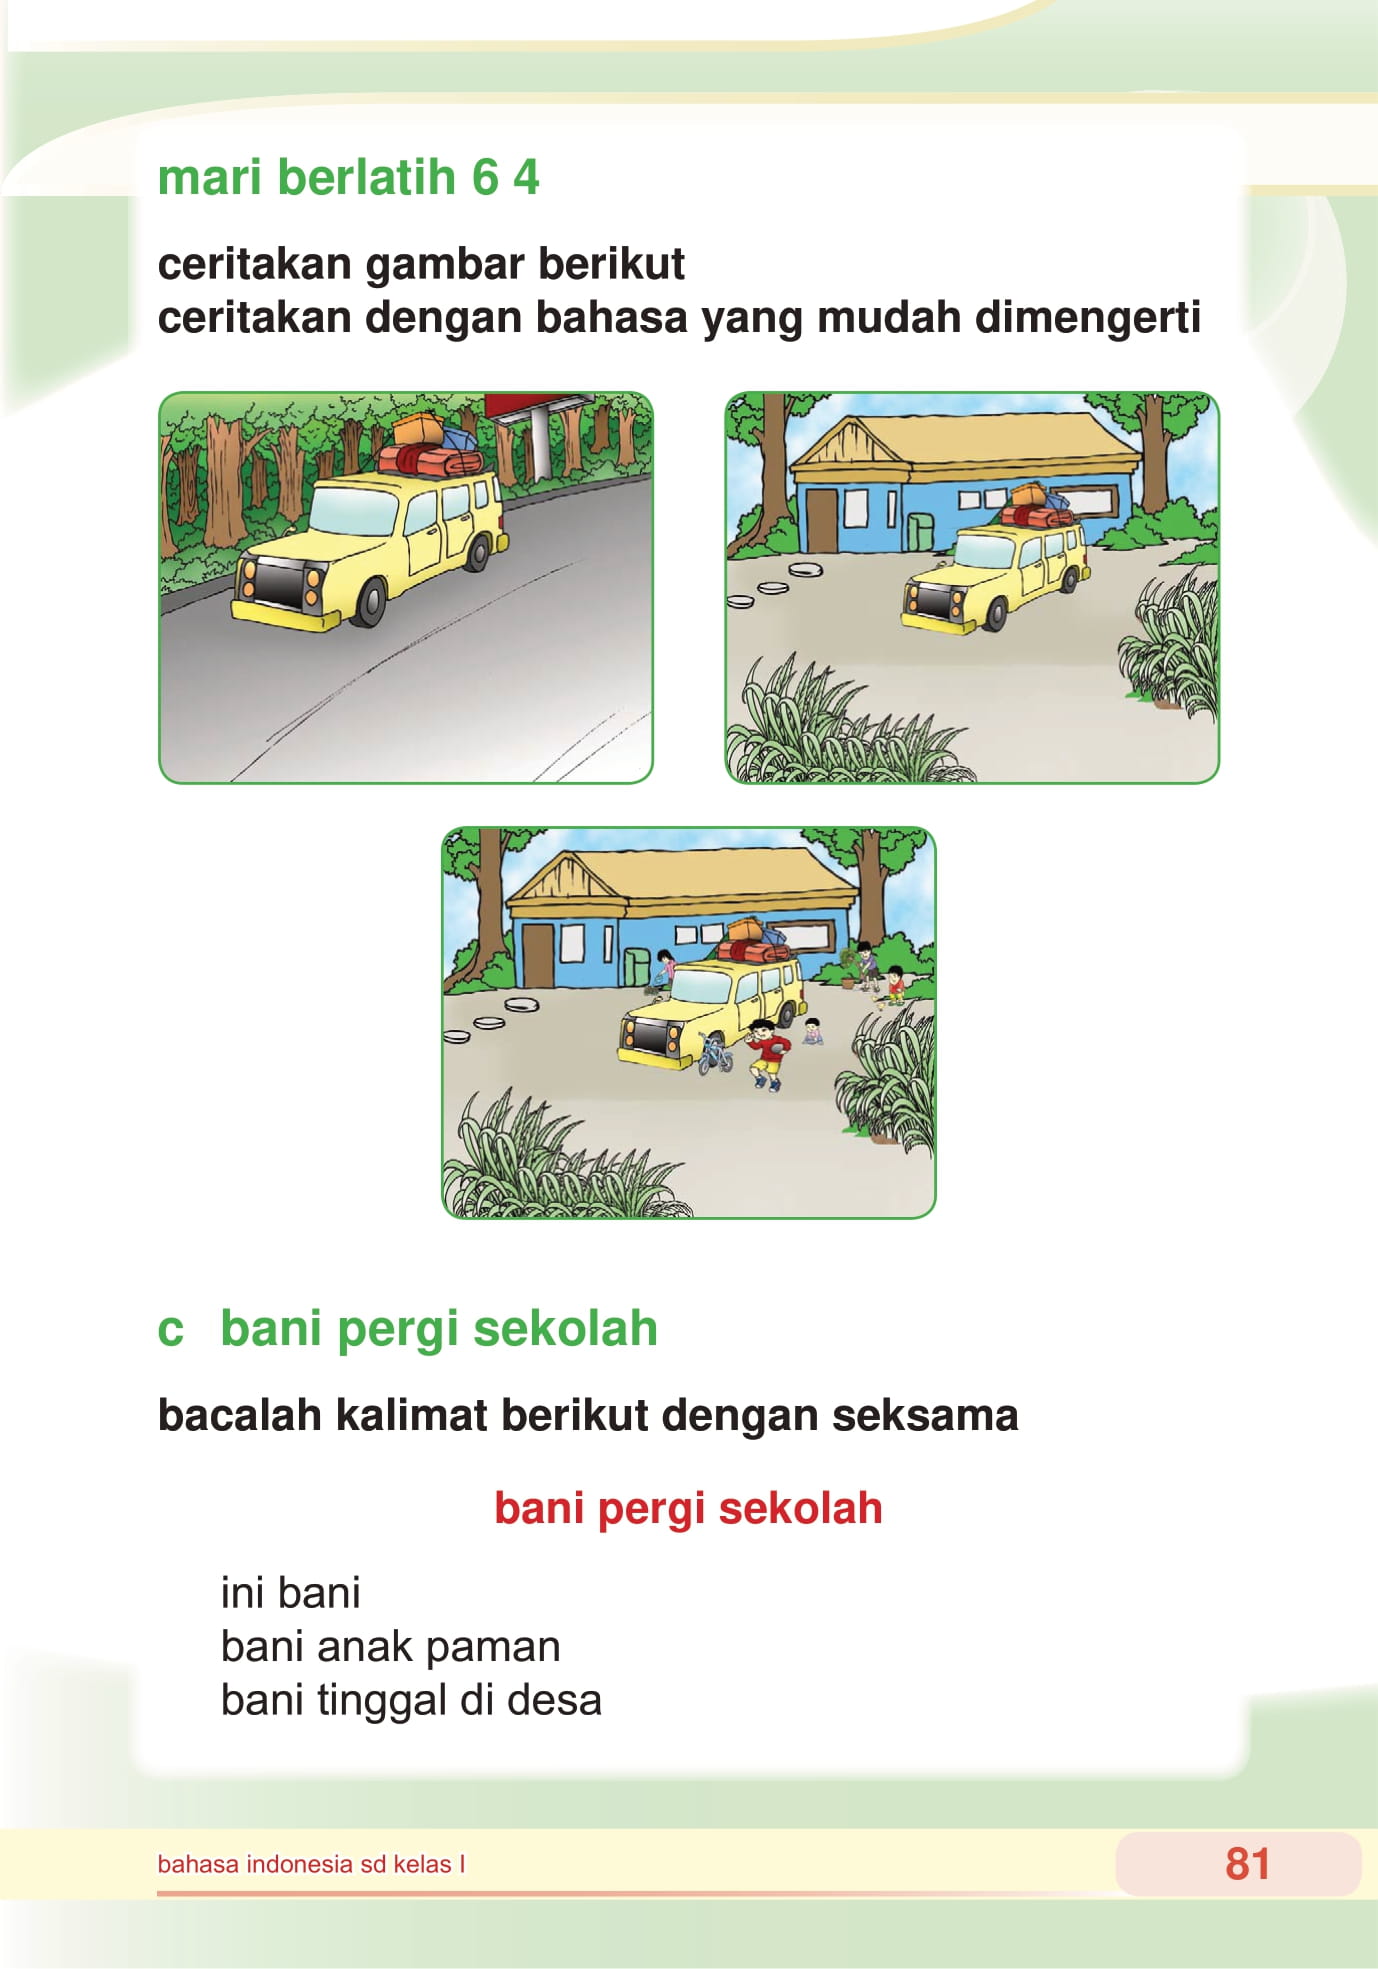 mari berlatih 6 4
ceritakan gambar berikut
ceritakan dengan bahasa yang mudah dimengerti
c bani pergi sekolah
bacalah kalimat berikut dengan seksama
bani pergi sekolah
ini bani
bani anak paman
bani tinggal di desa
bahasa indonesia sd kelas I
81